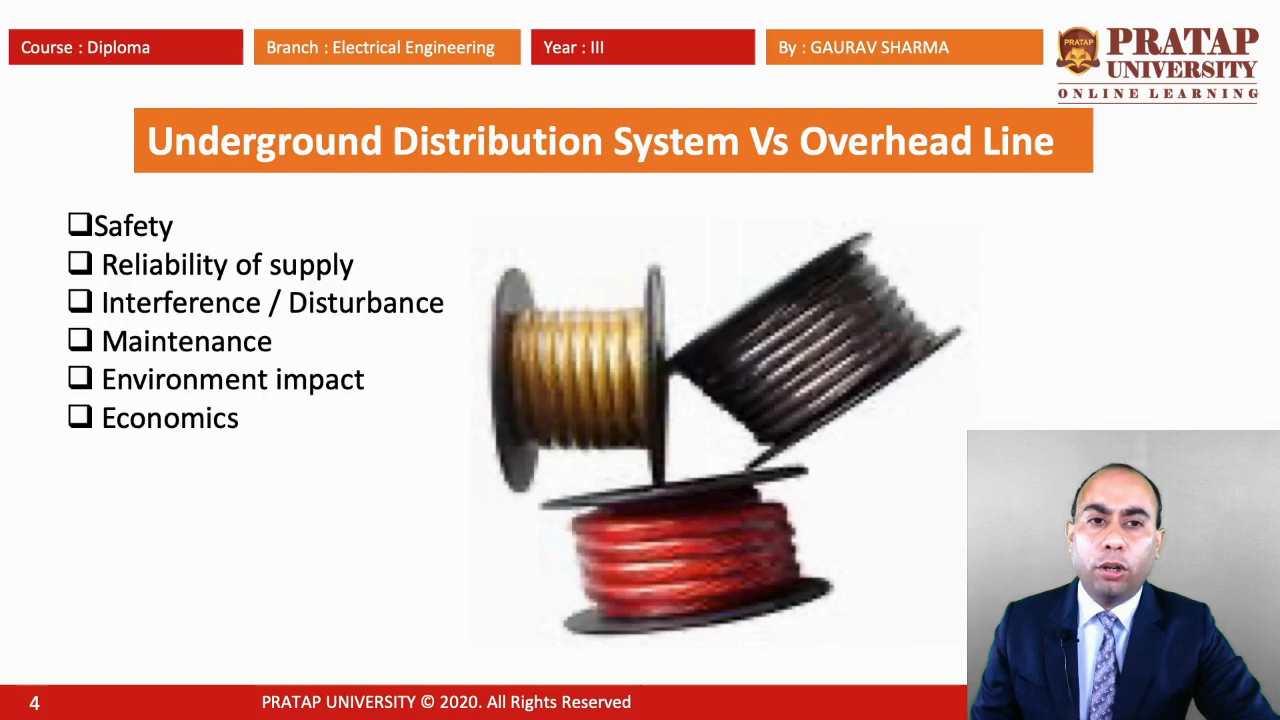 Course : Diploma
Branch : Electrical Engineering
Year : III
By : GAURAV SHARMA
PRATAP
PRATAP
UNIVERSITY
ONLINE LEARNING
Underground Distribution System Vs Overhead Line
Safety
Reliability of supply
Interference / Disturbance
Maintenance
Environment impact
Economics
4
PRATAP UNIVERSITY © 2020. All Rights Reserved